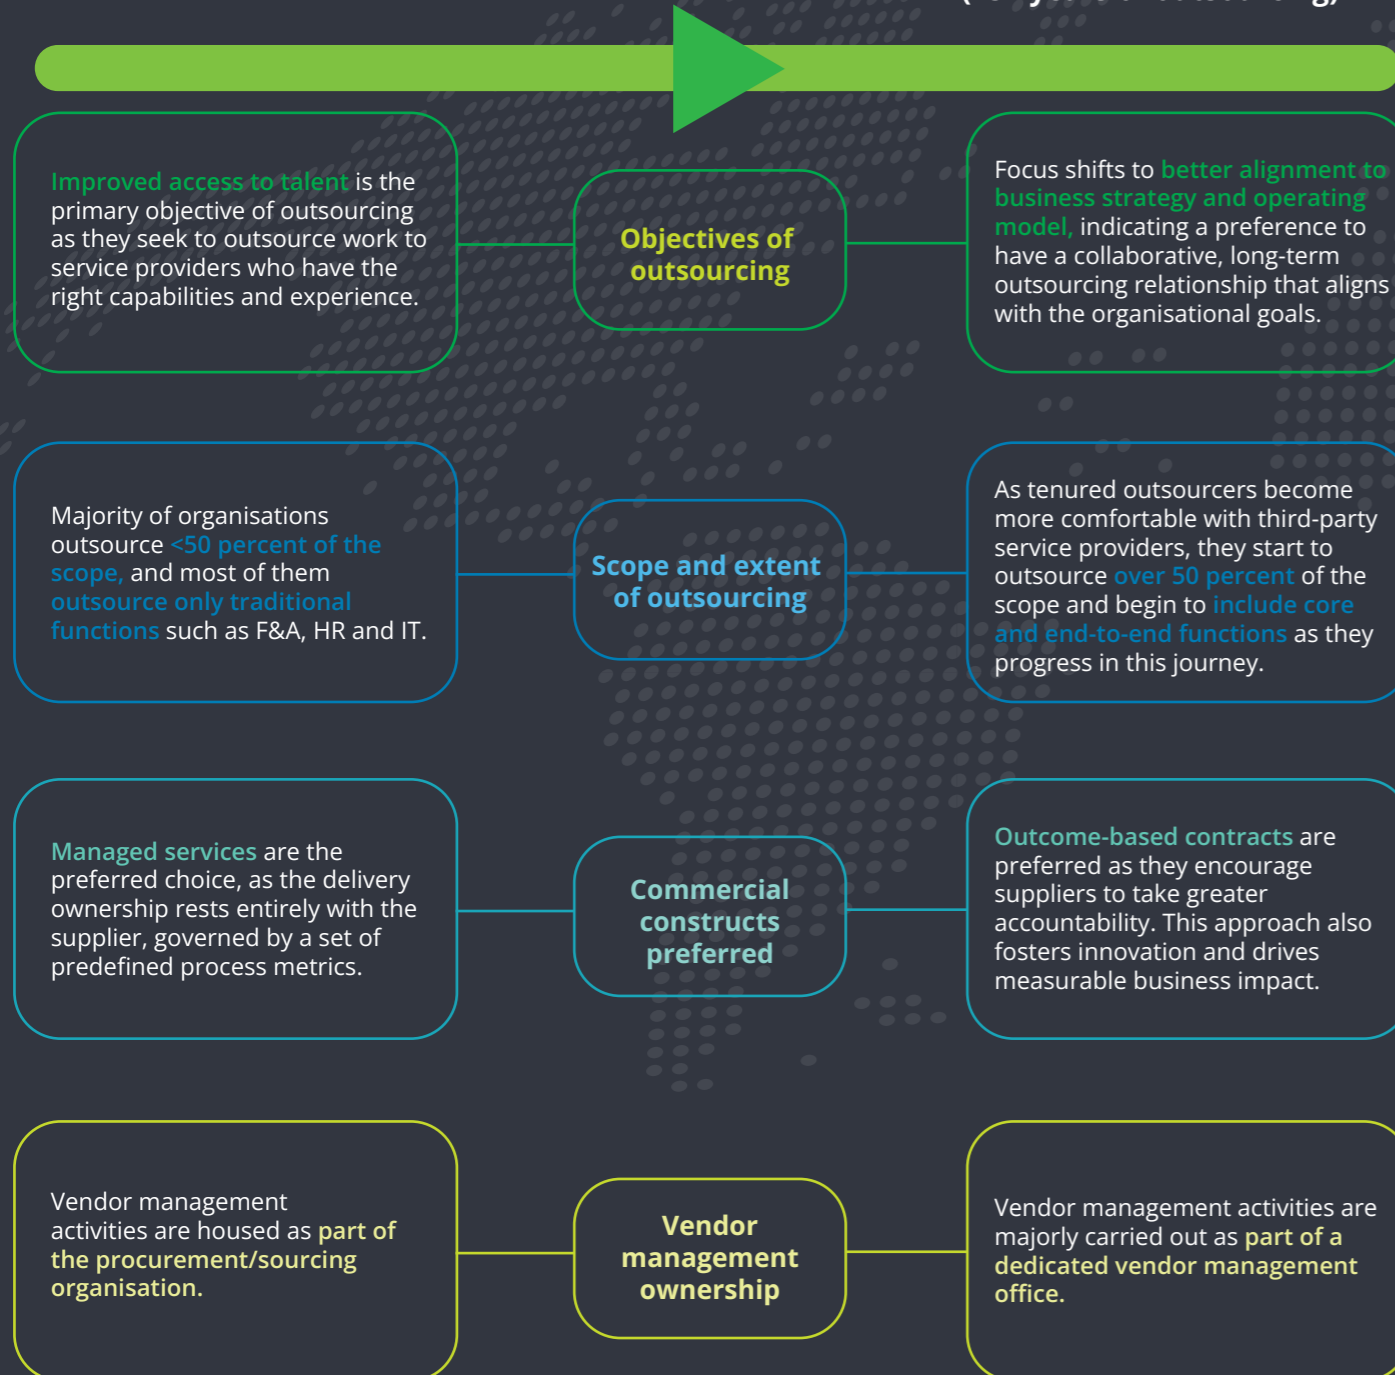 Improved access to talent is the
primary objective of outsourcing
as they seek to outsource work to
service providers who have the
right capabilities and experience.
Objectives of
outsourcing
Focus shifts to better alignment to
business strategy and operating
model, indicating a preference to
have a collaborative, long-term
outsourcing relationship that aligns
with the organisational goals.
Majority of organisations
outsource <50 percent of the
scope, and most of them
outsource only traditional
functions such as F&A, HR and IT.
Scope and extent
of outsourcing
As tenured outsourcers become
more comfortable with third-party
service providers, they start to
outsource over 50 percent of the
scope and begin to include core
and end-to-end functions as they
progress in this journey.
Managed services are the
preferred choice, as the delivery
ownership rests entirely with the
supplier, governed by a set of
predefined process metrics.
Commercial
constructs
preferred
Outcome-based contracts are
preferred as they encourage
suppliers to take greater
accountability. This approach also
fosters innovation and drives
measurable business impact.
Vendor management
activities are housed as part of
the procurement/sourcing
organisation.
Vendor
management
ownership
Vendor management activities are
majorly carried out as part of a
dedicated vendor management
office.